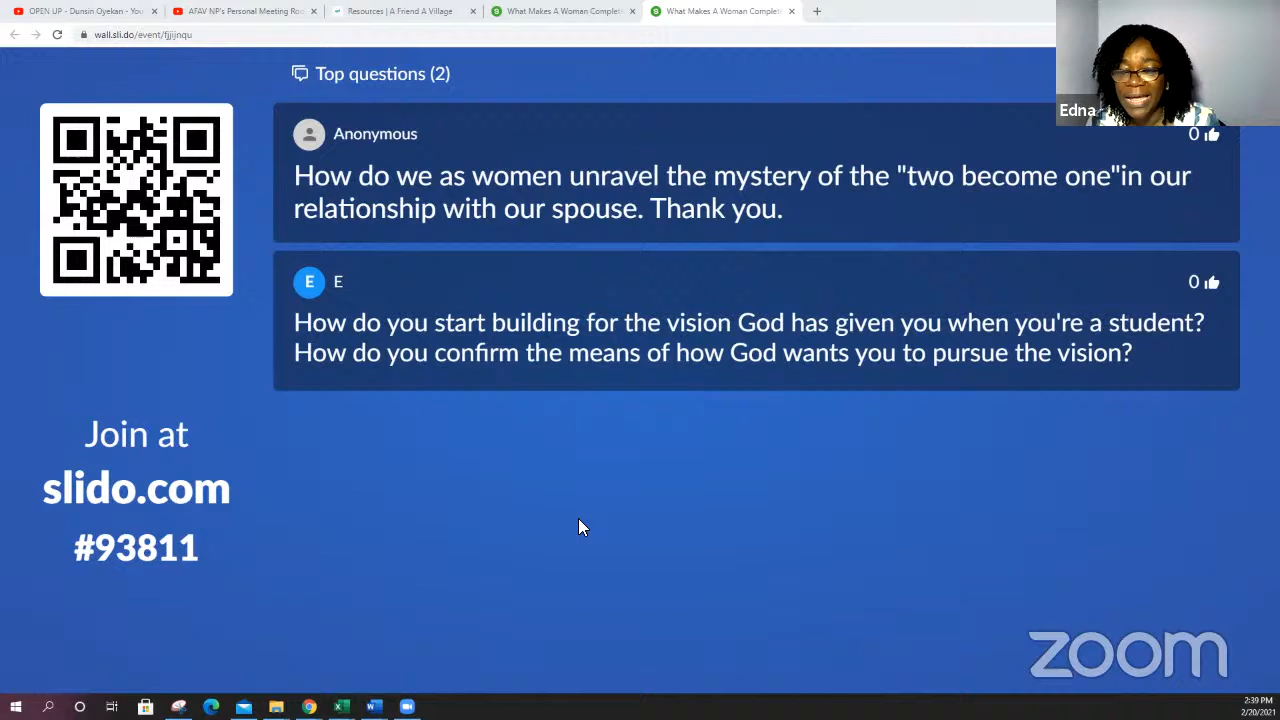 OPEN UP - Dunsin Oyekan - You
AFAV NP's Personal Meeting Roo
Resources | A Friend A Village
What Makes A Woman Complet
What Makes A Woman Complet
wall.sli.do/event/fjjijnqu
Top questions (2)
Edna
Anonymous
0
How do we as women unravel the mystery of the "two become one"in our
relationship with our spouse. Thank you.
E
E
0
How do you start building for the vision God has given you when you're a student?
How do you confirm the means of how God wants you to pursue the vision?
Join at
slido.com
#93811
zoom
2:39 PM
2/20/2021